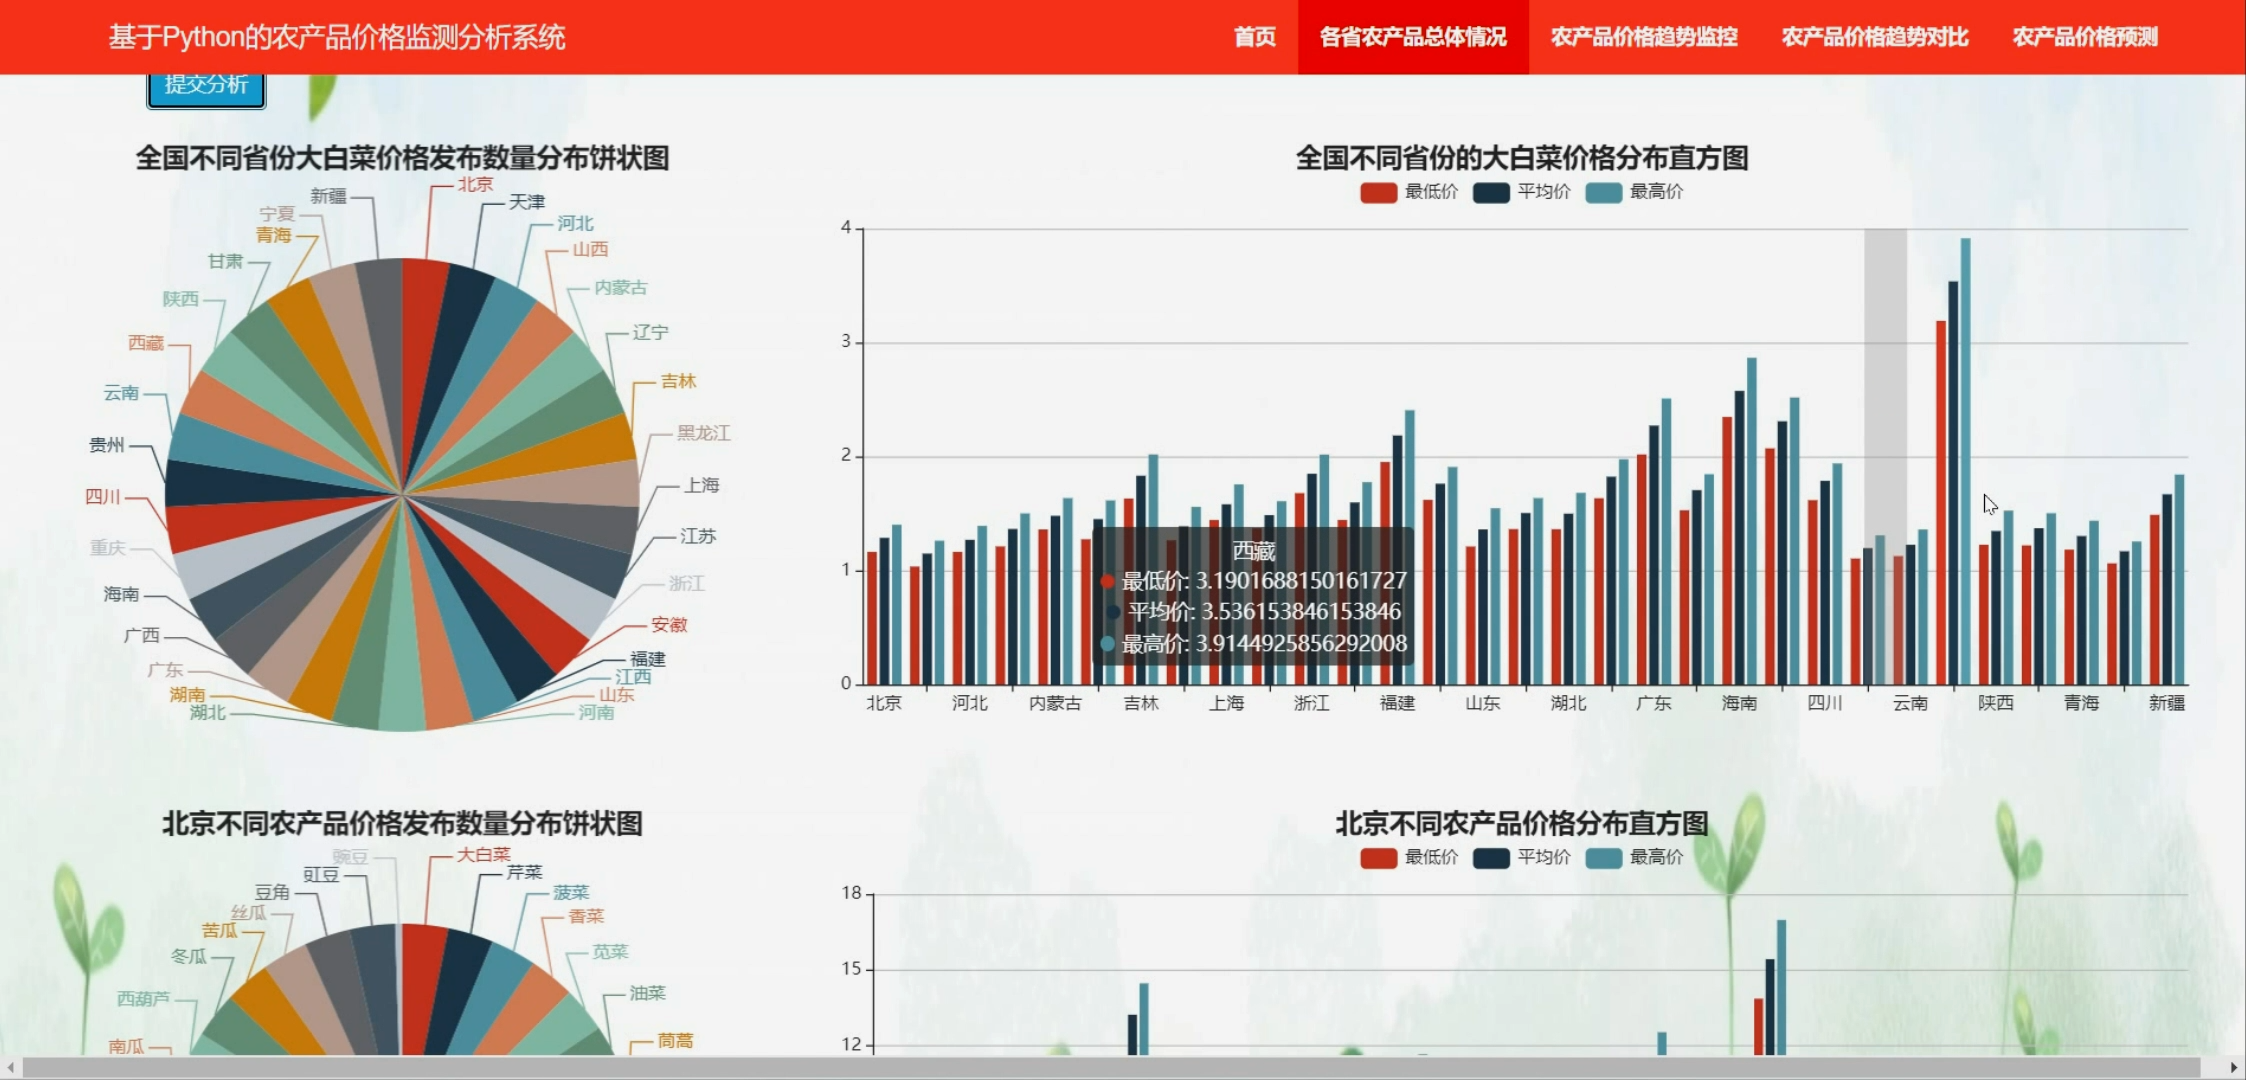 基于Python的农产品价格监测分析系统
首页 各省农产品总体情况 农产品价格趋势监控 农产品价格趋势对比 农产品价格预测
提交分析
全国不同省份大白菜价格发布数量分布饼状图
北京
天津
河北
山西
内蒙古
辽宁
吉林
黑龙江
上海
江苏
浙江
安徽
福建
江西
山东
河南
湖北
湖南
广东
广西
海南
重庆
四川
贵州
云南
西藏
陕西
甘肃
青海
宁夏
新疆
全国不同省份的大白菜价格分布直方图
最低价 平均价 最高价
4
3
2
1
0
北京 河北 内蒙古 吉林 上海 浙江 福建 山东 湖北 广东 海南 四川 云南 陕西 青海 新疆
西藏
最低价: 3.1901688150161727
平均价: 3.536153846153846
最高价: 3.9144925856292008
北京不同农产品价格发布数量分布饼状图
大白菜
芹菜
菠菜
香菜
苋菜
油菜
茼蒿
南瓜
西葫芦
冬瓜
苦瓜
丝瓜
豆角
豇豆
豌豆
北京不同农产品价格分布直方图
最低价 平均价 最高价
18
15
12